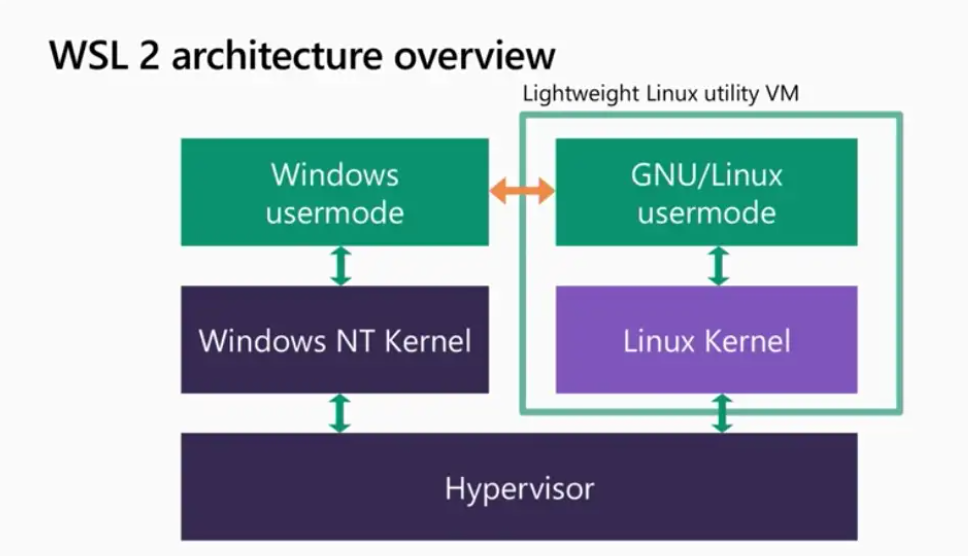 WSL 2 architecture overview
Lightweight Linux utility VM
Windows
usermode
GNU/Linux
usermode
Windows NT Kernel
Linux Kernel
Hypervisor